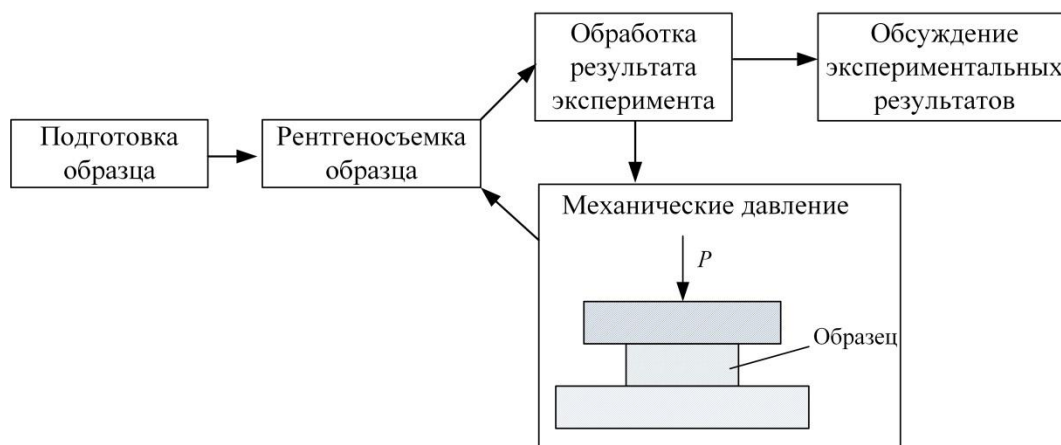 Подготовка
образца
Рентгеносъемка
образца
Обработка
результата
эксперимента
Обсуждение
экспериментальных
результатов
Механические давление
P
Образец